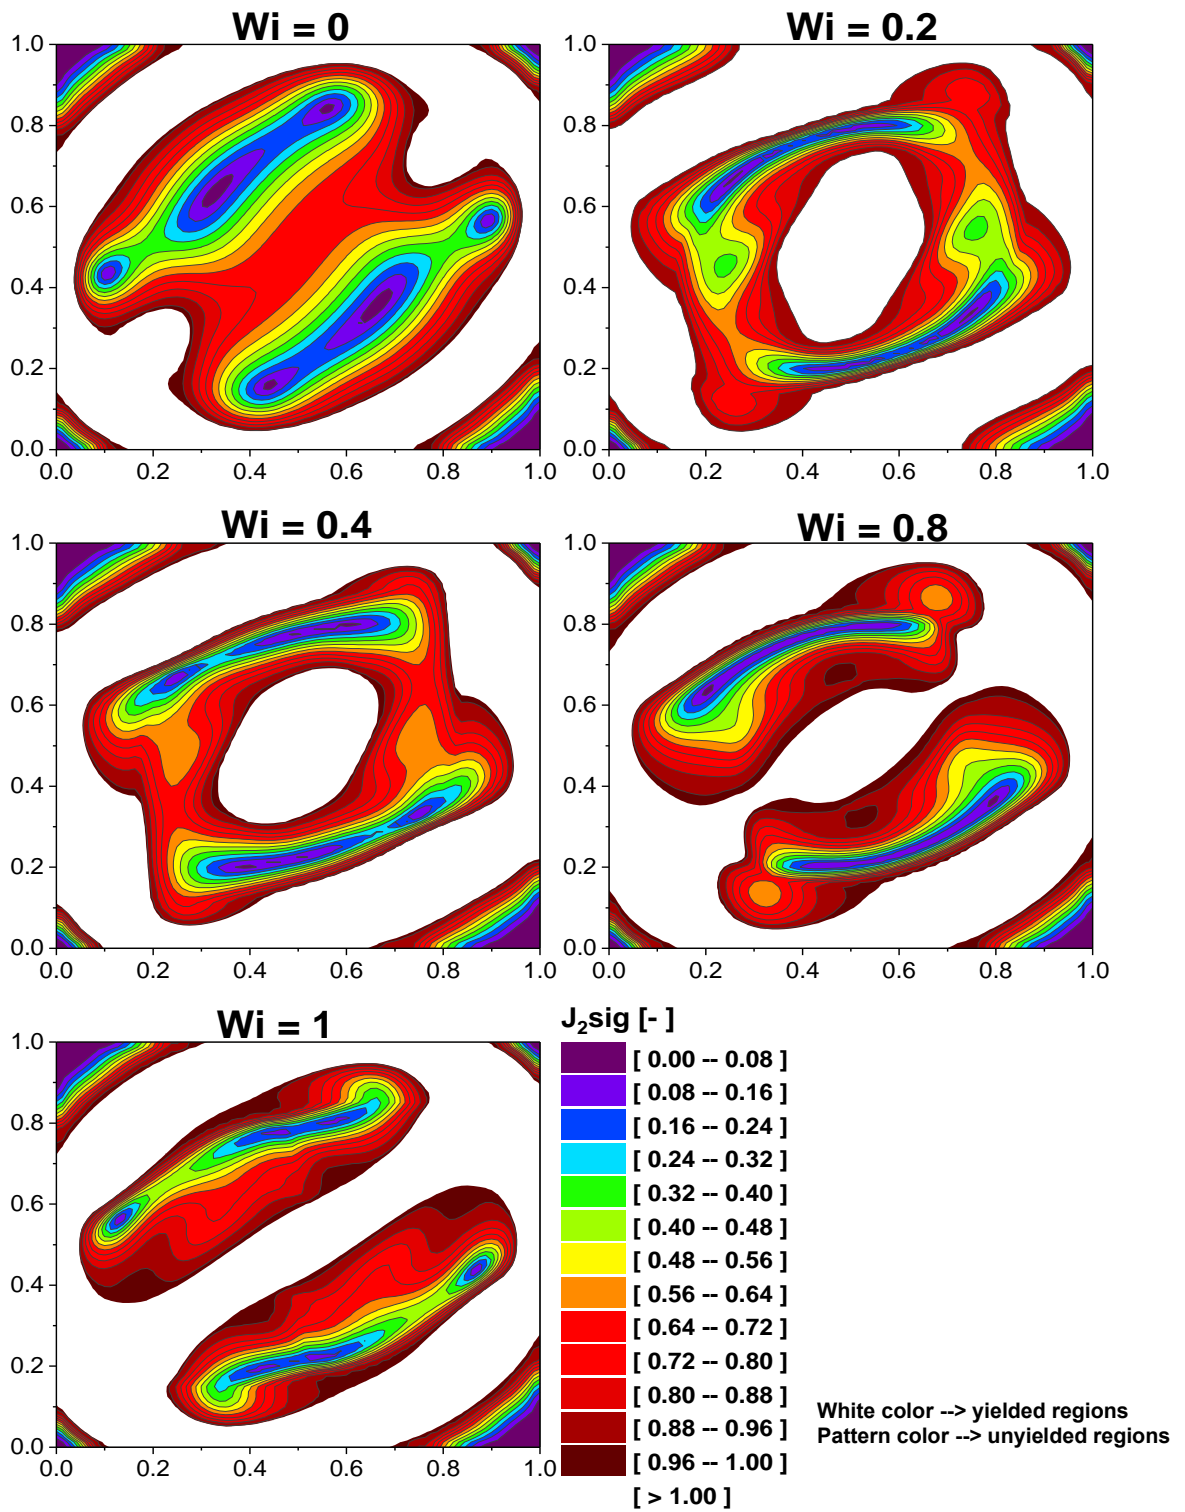 Wi = 0
Wi = 0.2
1.0
0.8
0.6
0.4
0.2
0.0
0.0
0.2
0.4
0.6
0.8
1.0
1.0
0.8
0.6
0.4
0.2
0.0
0.0
0.2
0.4
0.6
0.8
1.0
Wi = 0.4
Wi = 0.8
1.0
0.8
0.6
0.4
0.2
0.0
0.0
0.2
0.4
0.6
0.8
1.0
1.0
0.8
0.6
0.4
0.2
0.0
0.0
0.2
0.4
0.6
0.8
1.0
Wi = 1
1.0
0.8
0.6
0.4
0.2
0.0
0.0
0.2
0.4
0.6
0.8
1.0
J₂sig [- ]
[ 0.00 -- 0.08 ]
[ 0.08 -- 0.16 ]
[ 0.16 -- 0.24 ]
[ 0.24 -- 0.32 ]
[ 0.32 -- 0.40 ]
[ 0.40 -- 0.48 ]
[ 0.48 -- 0.56 ]
[ 0.56 -- 0.64 ]
[ 0.64 -- 0.72 ]
[ 0.72 -- 0.80 ]
[ 0.80 -- 0.88 ]
[ 0.88 -- 0.96 ]
[ 0.96 -- 1.00 ]
[ > 1.00 ]
White color --> yielded regions
Pattern color --> unyielded regions